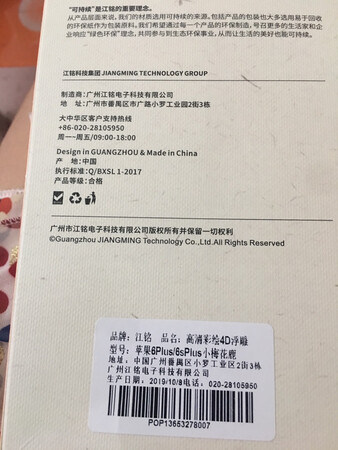 “可持续”是江铭的重要理念。
从产品层面来说，我们的材质选用可持续的来源。包括产品的包装也大多选用易于回收
的环保纸作为包装原料。我们希望通过每一个产品的环保制造，号召更多的生活家和企
业响应“绿色环保”理念，共同参与到生态环保事业，从而让生活的美好也能可持续。
江铭科技集团 JIANGMING TECHNOLOGY GROUP
制造商：广州江铭电子科技有限公司
地 址：广州市番禺区市广路小罗工业园2街3栋
大中华区客户支持热线
+86-020-28105950
周一~周五/09:00-18:00
Design in GUANGZHOU & Made in China
产 地：中国
执行标准：Q/BXSL 1-2017
产品等级：合格
广州市江铭电子科技有限公司版权所有并保留一切权利
©Guangzhou JIANGMING Technology Co.,Ltd.All Rights Reserved
品牌：江铭 品名：高清彩绘4D浮雕
型号：苹果6Plus/6sPlus小梅花鹿
地址：中国广州番禺区小罗工业区2街3栋
广州江铭电子科技有限公司
生产日期：2019/10/8电话：020-28105950
POP13653278007